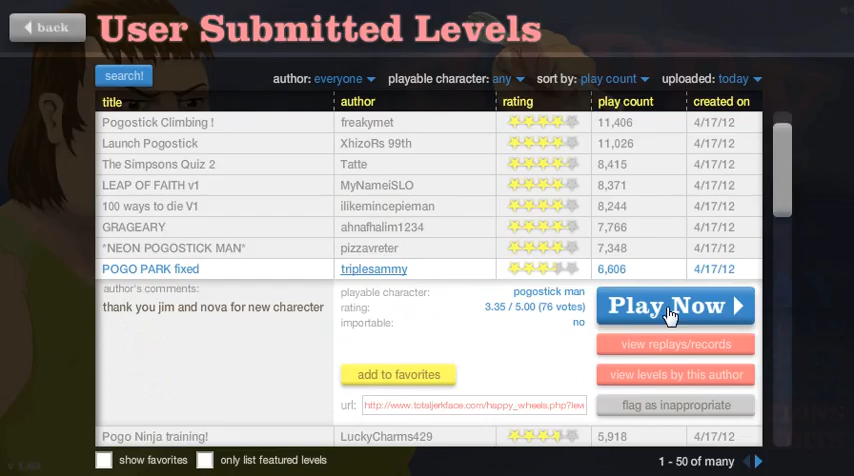 back
User Submitted Levels
search!
author: everyone playable character: any sort by: play count uploaded: today
title author rating play count created on
Pogostick Climbing ! freakymet 11,406 4/17/12
Launch Pogostick XhizoRs 99th 11,026 4/17/12
The Simpsons Quiz 2 Tatte 8,415 4/17/12
LEAP OF FAITH v1 MyNameiSLO 8,371 4/17/12
100 ways to die V1 ilikemincepieman 8,244 4/17/12
GRAGEARY ahnafhalim1234 7,766 4/17/12
*NEON POGOSTICK MAN* pizzavreter 7,348 4/17/12
POGO PARK fixed triplesammy 6,606 4/17/12
author's comments:
thank you jim and nova for new charecter
playable character: pogostick man
rating: 3.35 / 5.00 (76 votes)
importable: no
Play Now
view replays/records
add to favorites
view levels by this author
url: http://www.totaljerkface.com/happy_wheels.php?lev
flag as inappropriate
Pogo Ninja training! LuckyCharms429 5,918 4/17/12
show favorites only list featured levels
1 - 50 of many